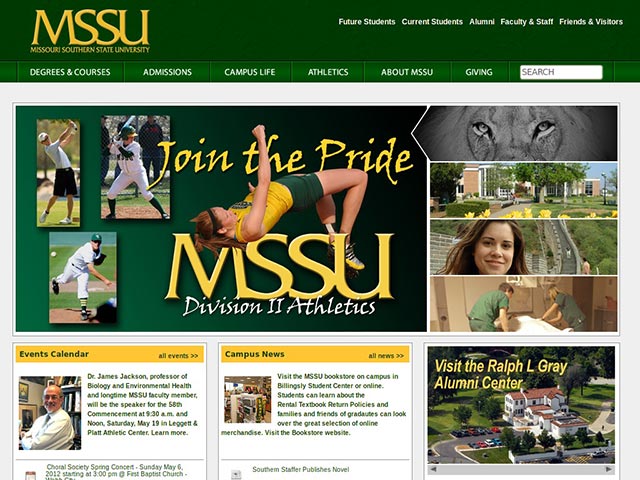 MSSU
MISSOURI SOUTHERN STATE UNIVERSITY
Future Students Current Students Alumni Faculty & Staff Friends & Visitors
DEGREES & COURSES ADMISSIONS CAMPUS LIFE ATHLETICS ABOUT MSSU GIVING SEARCH
Join the Pride
MSSU
Division II Athletics
Events Calendar all events >>
Dr. James Jackson, professor of
Biology and Environmental Health
and longtime MSSU faculty member,
will be the speaker for the 58th
Commencement at 9:30 a.m. and
Noon, Saturday, May 19 in Leggett &
Platt Athletic Center. Learn more.
Choral Society Spring Concert - Sunday May 6,
2012 starting at 3:00 pm @ First Baptist Church -
Campus News all news >>
Visit the MSSU bookstore on campus in
Billingsly Student Center or online.
Students can learn about the
Rental Textbook Return Policies and
families and friends of gradautes can look
over the great selection of online
merchandise. Visit the Bookstore website.
Southern Staffer Publishes Novel
Visit the Ralph L Gray
Alumni Center